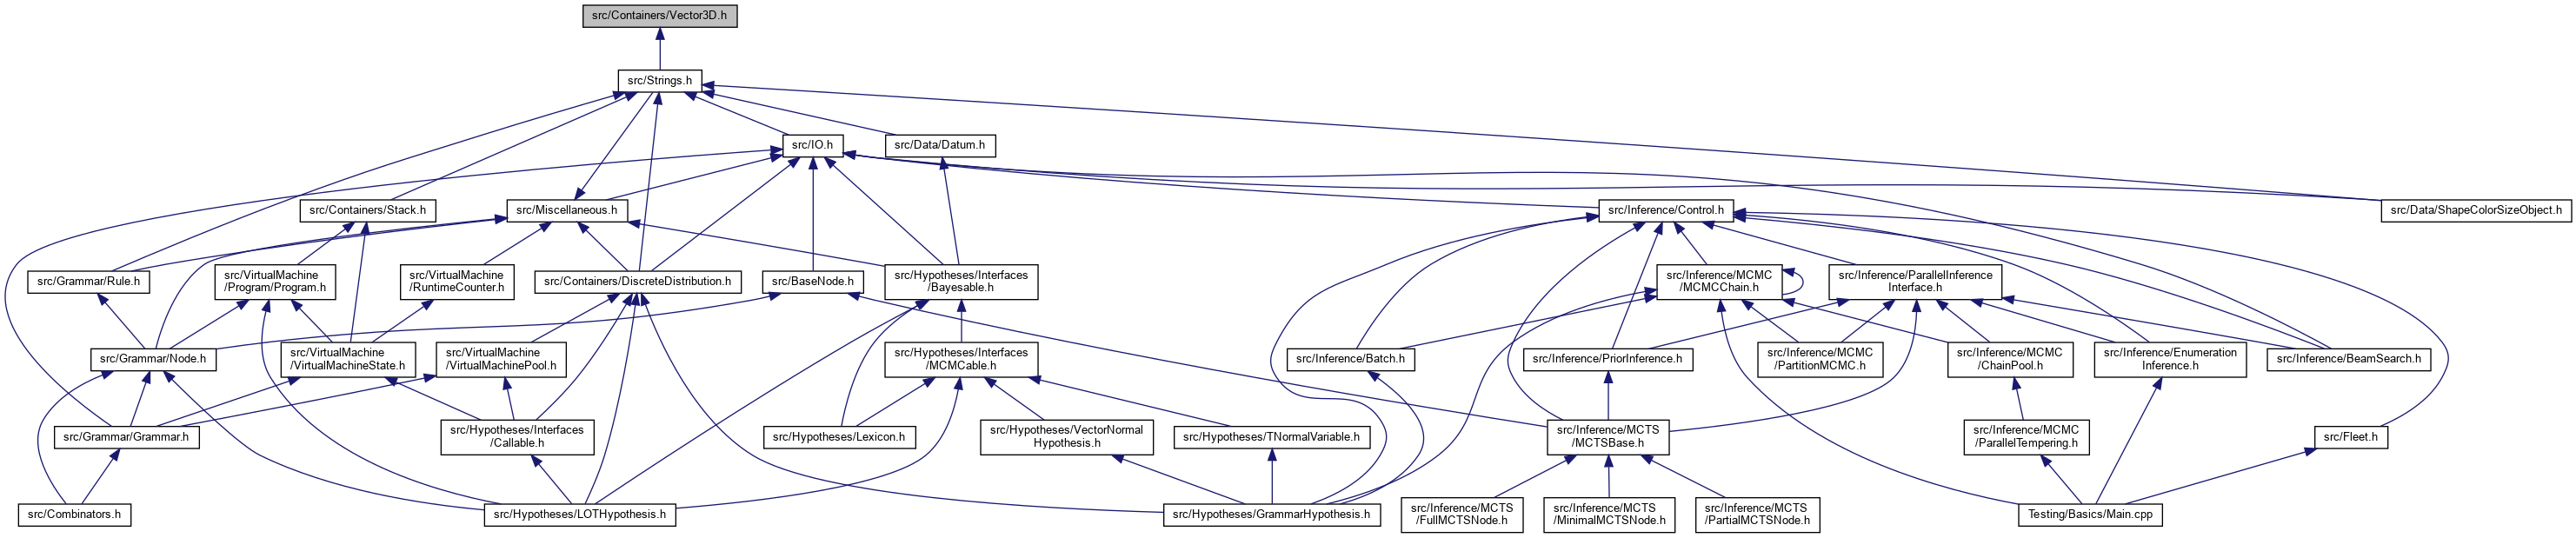 src/Containers/Vector3D.h
src/Strings.h
src/IO.h
src/Data/Datum.h
src/Containers/Stack.h
src/Miscellaneous.h
src/Inference/Control.h
src/Data/ShapeColorSizeObject.h
src/Grammar/Rule.h
src/VirtualMachine
/Program/Program.h
src/VirtualMachine
/RuntimeCounter.h
src/Containers/DiscreteDistribution.h
src/BaseNode.h
src/Hypotheses/Interfaces
/Bayesable.h
src/Inference/MCMC
/MCMCChain.h
src/Inference/ParallelInference
Interface.h
src/Grammar/Node.h
src/VirtualMachine
/VirtualMachineState.h
src/VirtualMachine
/VirtualMachinePool.h
src/Hypotheses/Interfaces
/MCMCable.h
src/Inference/Batch.h
src/Inference/PriorInference.h
src/Inference/MCMC
/PartitionMCMC.h
src/Inference/MCMC
/ChainPool.h
src/Inference/Enumeration
Inference.h
src/Inference/BeamSearch.h
src/Grammar/Grammar.h
src/Hypotheses/Interfaces
/Callable.h
src/Hypotheses/Lexicon.h
src/Hypotheses/VectorNormal
Hypothesis.h
src/Hypotheses/TNormalVariable.h
src/Inference/MCTS
/MCTSBase.h
src/Inference/MCMC
/ParallelTempering.h
src/Fleet.h
src/Combinators.h
src/Hypotheses/LOTHypothesis.h
src/Hypotheses/GrammarHypothesis.h
src/Inference/MCTS
/FullMCTSNode.h
src/Inference/MCTS
/MinimalMCTSNode.h
src/Inference/MCTS
/PartialMCTSNode.h
Testing/Basics/Main.cpp